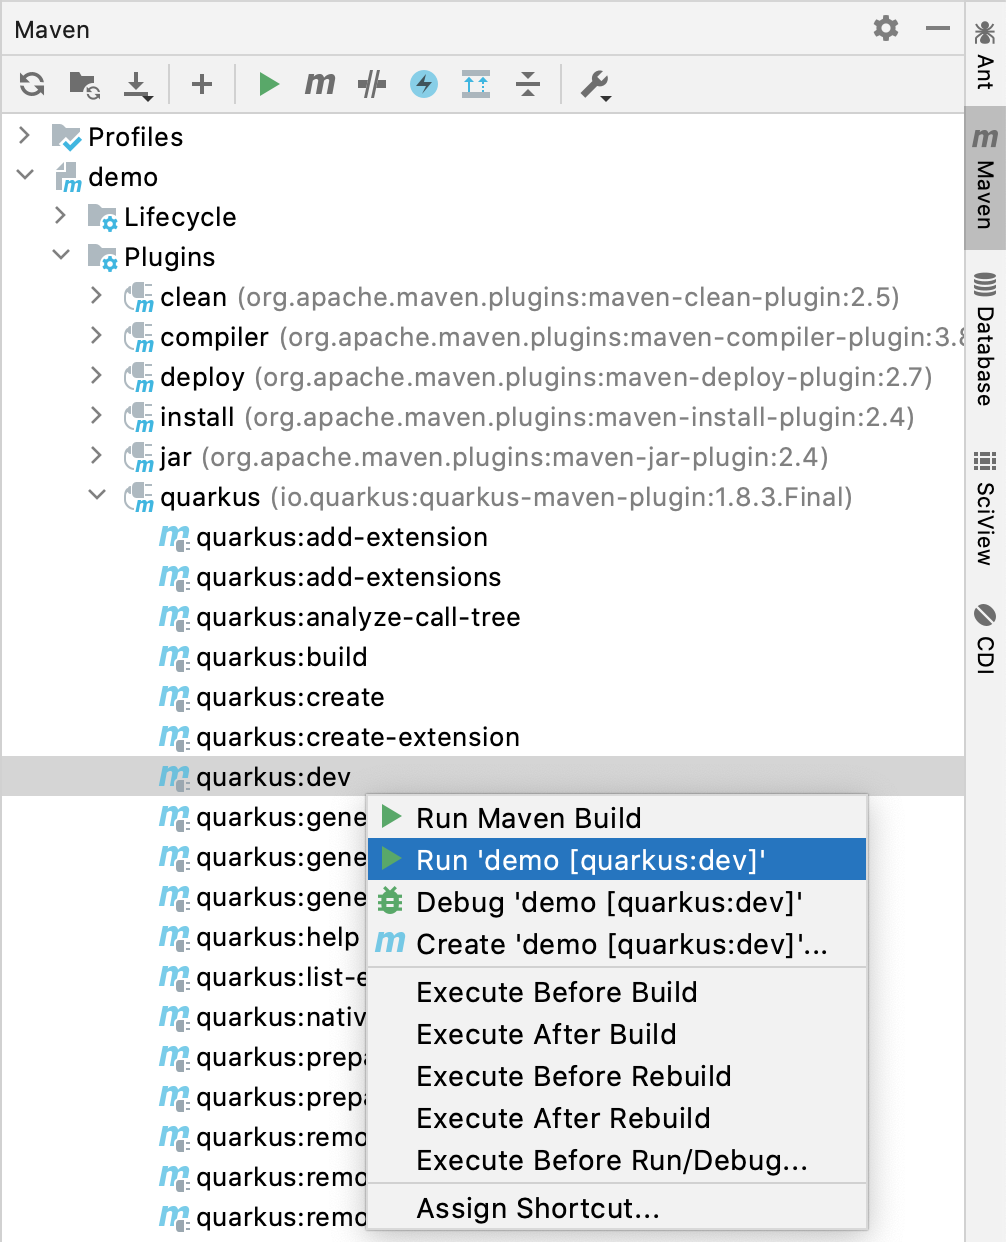 Maven
Profiles
demo
Lifecycle
Plugins
clean (org.apache.maven.plugins:maven-clean-plugin:2.5)
compiler (org.apache.maven.plugins:maven-compiler-plugin:3.8
deploy (org.apache.maven.plugins:maven-deploy-plugin:2.7)
install (org.apache.maven.plugins:maven-install-plugin:2.4)
jar (org.apache.maven.plugins:maven-jar-plugin:2.4)
quarkus (io.quarkus:quarkus-maven-plugin:1.8.3.Final)
quarkus:add-extension
quarkus:add-extensions
quarkus:analyze-call-tree
quarkus:build
quarkus:create
quarkus:create-extension
quarkus:dev
quarkus:gene
quarkus:gene
quarkus:gene
quarkus:help
quarkus:list-e
quarkus:nativ
quarkus:prepa
quarkus:prepa
quarkus:remo
quarkus:remo
quarkus:remo
Run Maven Build
Run 'demo [quarkus:dev]'
Debug 'demo [quarkus:dev]'
Create 'demo [quarkus:dev]'...
Execute Before Build
Execute After Build
Execute Before Rebuild
Execute After Rebuild
Execute Before Run/Debug...
Assign Shortcut...
Ant
Maven
Database
SciView
CDI